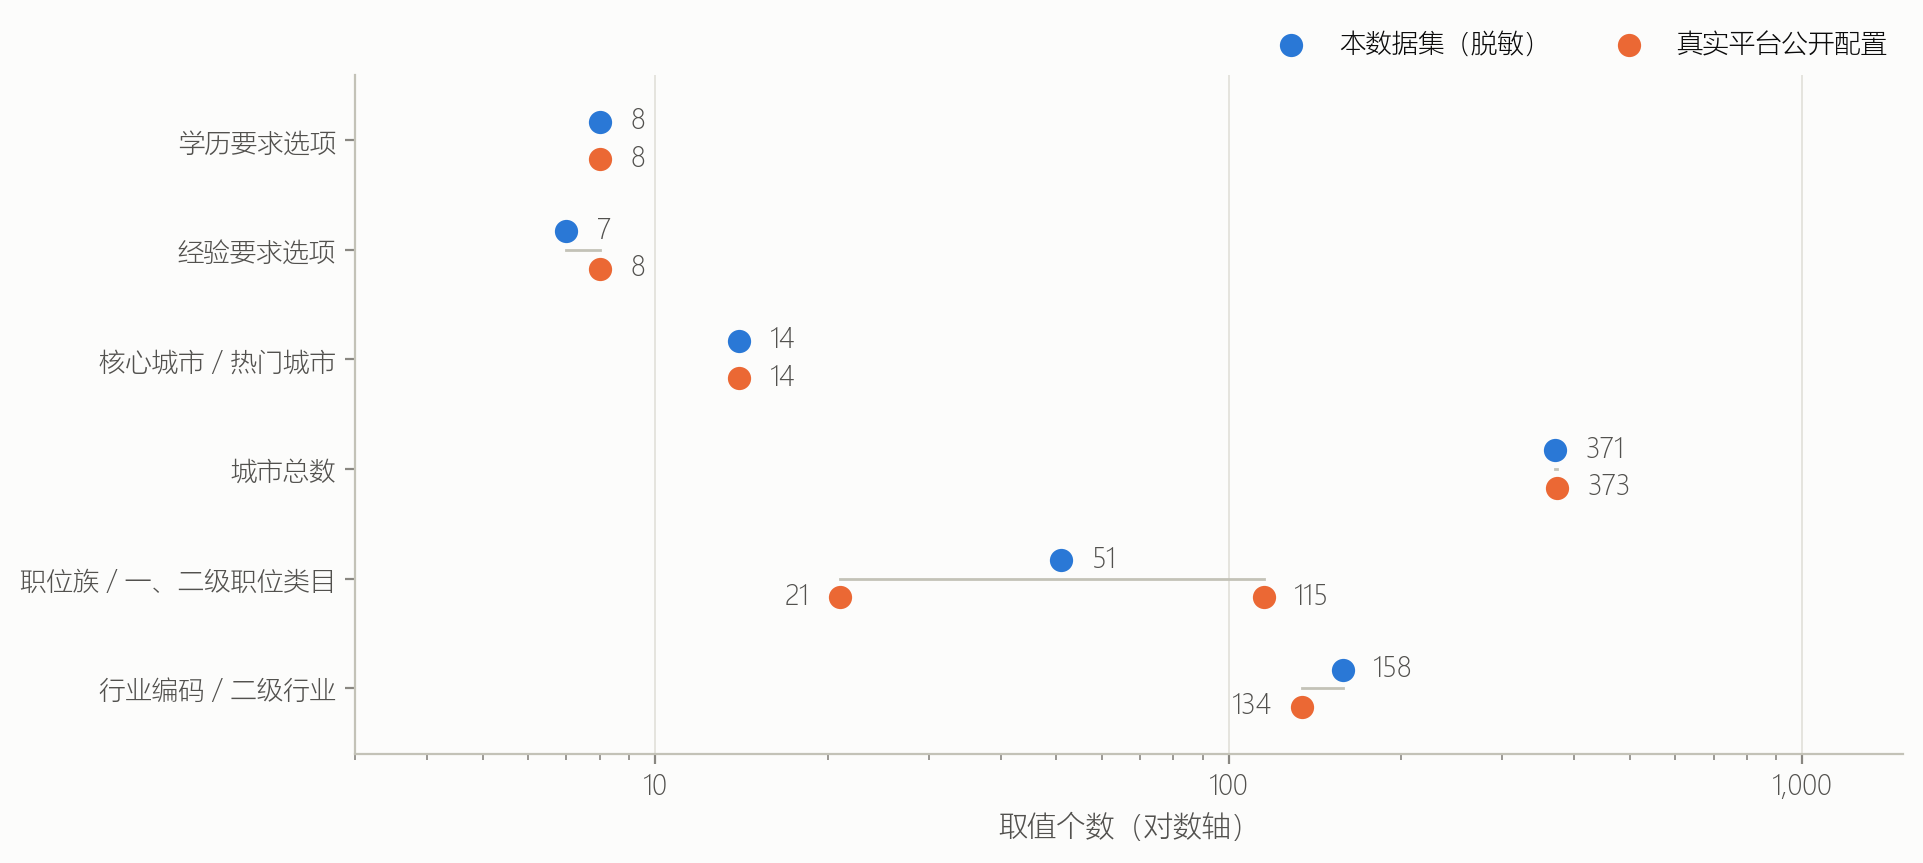 本数据集（脱敏） 真实平台公开配置
学历要求选项 8
8
经验要求选项 7
8
核心城市 / 热门城市 14
14
城市总数 371
373
职位族 / 一、二级职位类目 51
21 115
行业编码 / 二级行业 158
134
10 100 1,000
取值个数（对数轴）